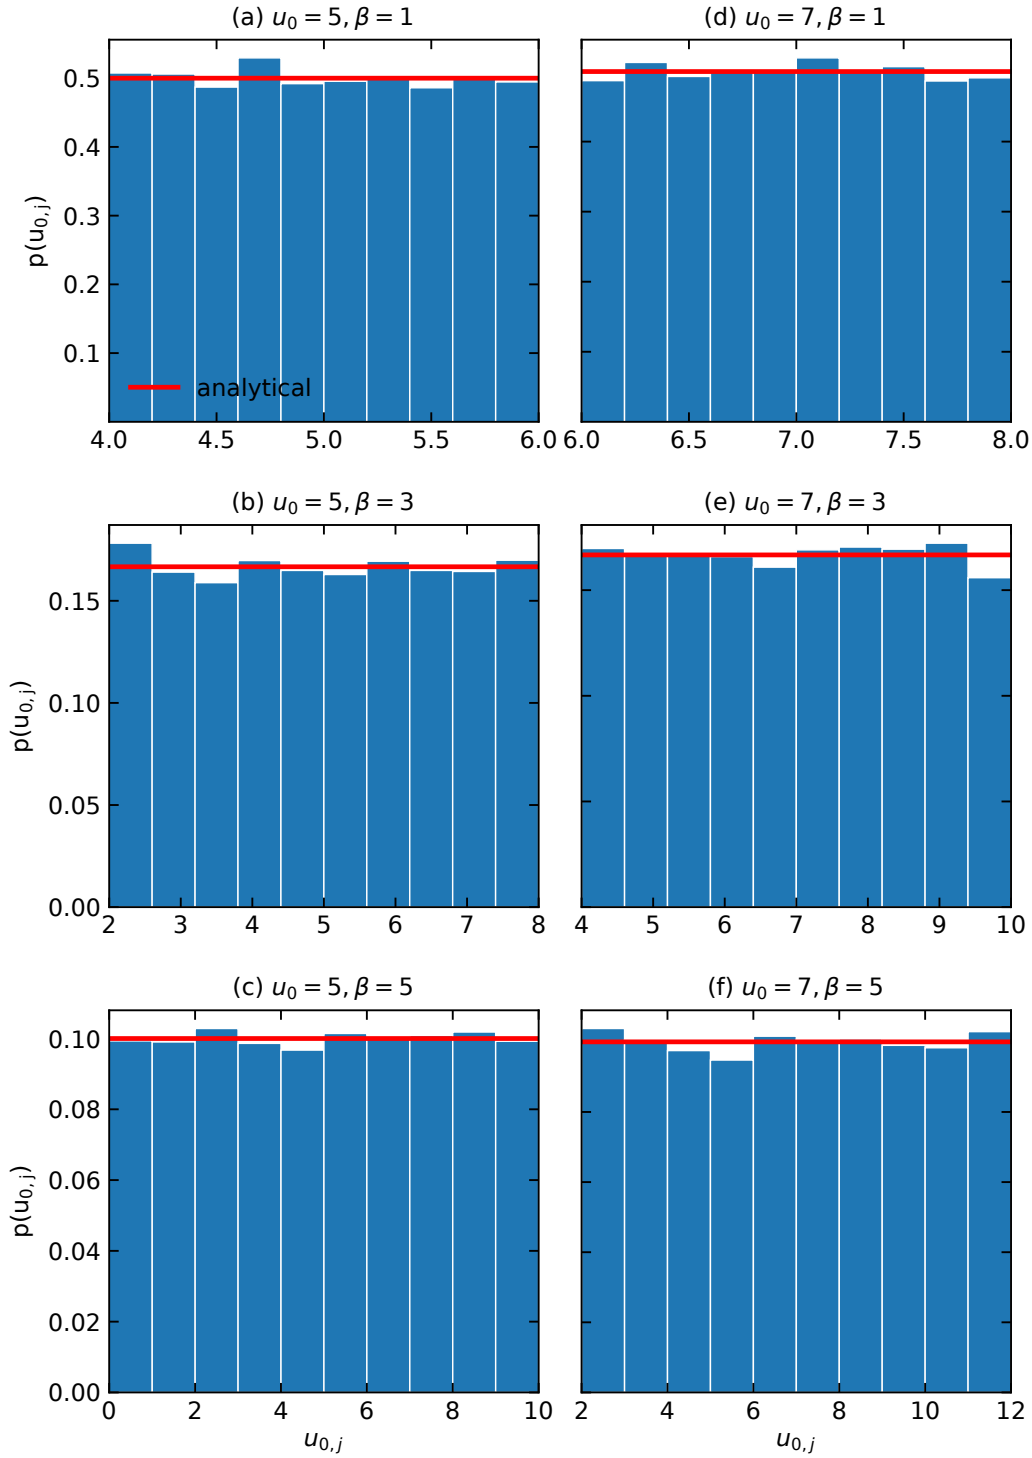 (a) u₀ = 5, β = 1
(d) u₀ = 7, β = 1
p(u₀,ⱼ)
0.5
0.4
0.3
0.2
0.1
analytical
4.0 4.5 5.0 5.5 6.0
6.0 6.5 7.0 7.5 8.0
(b) u₀ = 5, β = 3
(e) u₀ = 7, β = 3
p(u₀,ⱼ)
0.15
0.10
0.05
0.00
2 3 4 5 6 7 8
4 5 6 7 8 9 10
(c) u₀ = 5, β = 5
(f) u₀ = 7, β = 5
p(u₀,ⱼ)
0.10
0.08
0.06
0.04
0.02
0.00
0 2 4 6 8 10
2 4 6 8 10 12
u₀,ⱼ
u₀,ⱼ